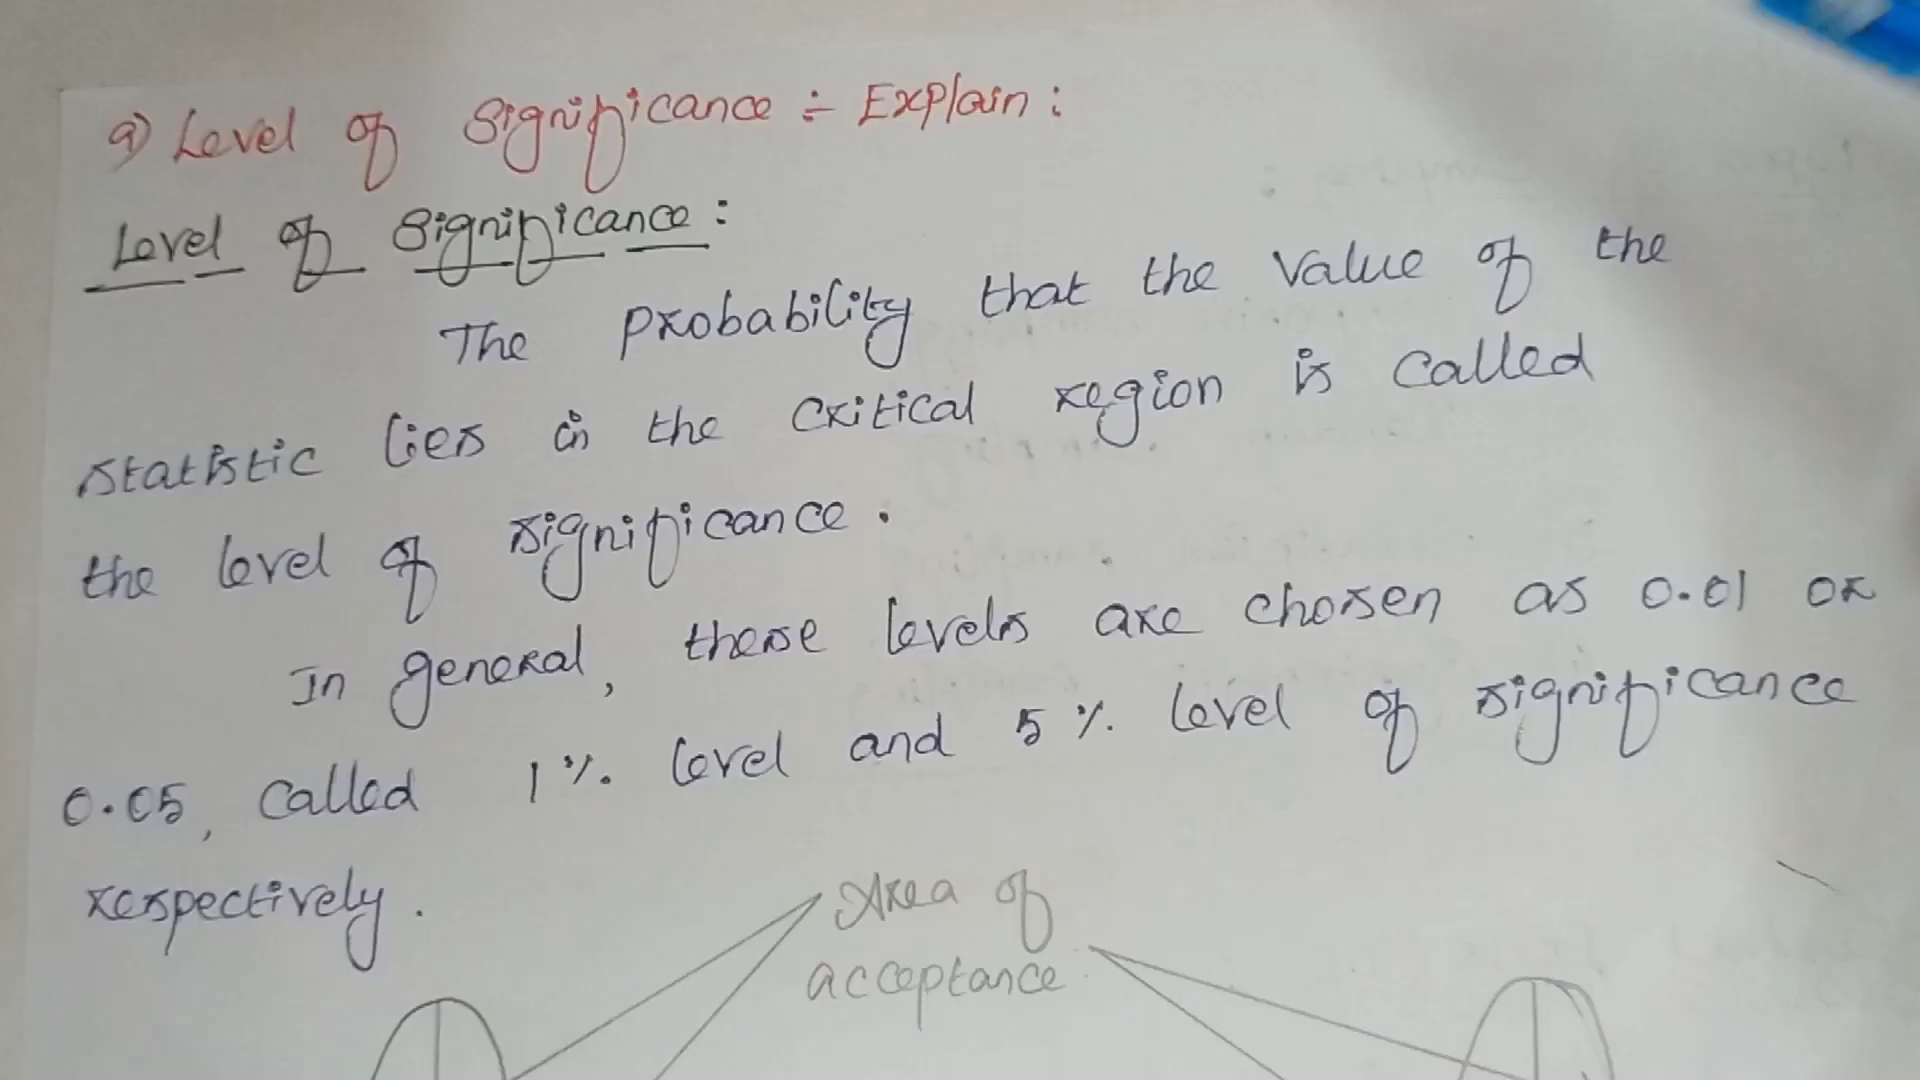 9) Level of Significance :- Explain :
Level of Significance :
The probability that the value of the
statistic lies in the critical region is called
the level of significance.
In general, these levels are chosen as 0.01 or
0.05, called 1% level and 5% level of significance
respectively.
Area of
acceptance